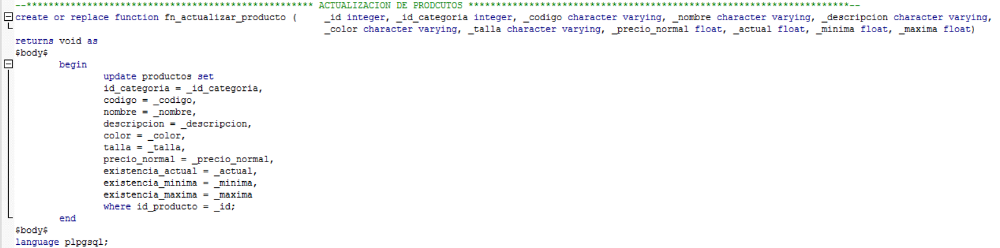 --**************************************************** ACTUALIZACION DE PRODCUTOS *********************************************************************--
create or replace function fn_actualizar_producto ( _id integer, _id_categoria integer, _codigo character varying, _nombre character varying, _descripcion character varying,
_color character varying, _talla character varying, _precio_normal float, _actual float, _minima float, _maxima float)
returns void as
$body$
begin
update productos set
id_categoria = _id_categoria,
codigo = _codigo,
nombre = _nombre,
descripcion = _descripcion,
color = _color,
talla = _talla,
precio_normal = _precio_normal,
existencia_actual = _actual,
existencia_minima = _minima,
existencia_maxima = _maxima
where id_producto = _id;
end
$body$
language plpgsql;